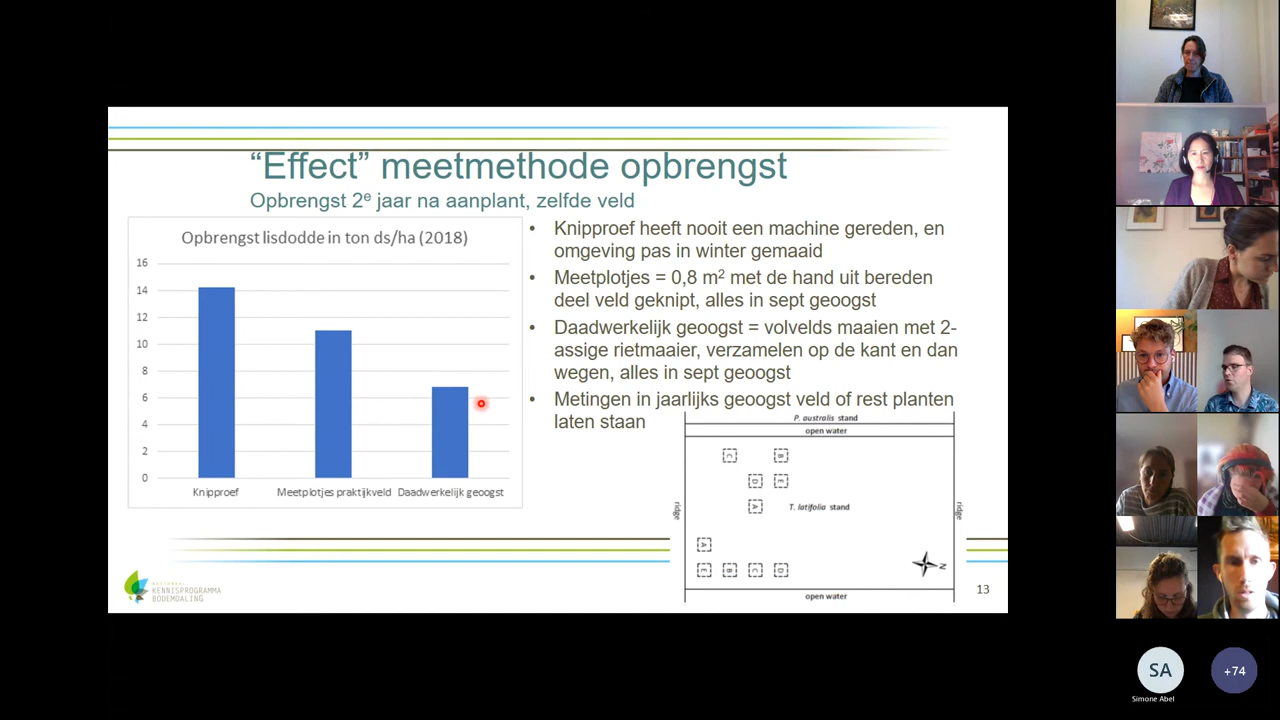 “Effect” meetmethode opbrengst
Opbrengst 2e jaar na aanplant, zelfde veld
Opbrengst lisdodde in ton ds/ha (2018)
16
14
12
10
8
6
4
2
0
Knipproef
Meetplotjes praktijkveld
Daadwerkelijk geoogst
• Knipproef heeft nooit een machine gereden, en
omgeving pas in winter gemaaid
• Meetplotjes = 0,8 m² met de hand uit bereden
deel veld geknipt, alles in sept geoogst
• Daadwerkelijk geoogst = volvelds maaien met 2-
assige rietmaaier, verzamelen op de kant en dan
wegen, alles in sept geoogst
• Metingen in jaarlijks geoogst veld of rest planten
laten staan
P. australis stand
open water
C B
D E
A
T. latifolia stand
ridge
ridge
A
E B C D
N
open water
NATIONAAL
KENNISPROGRAMMA
BODEMDALING
13
SA
Simone Abel
+74